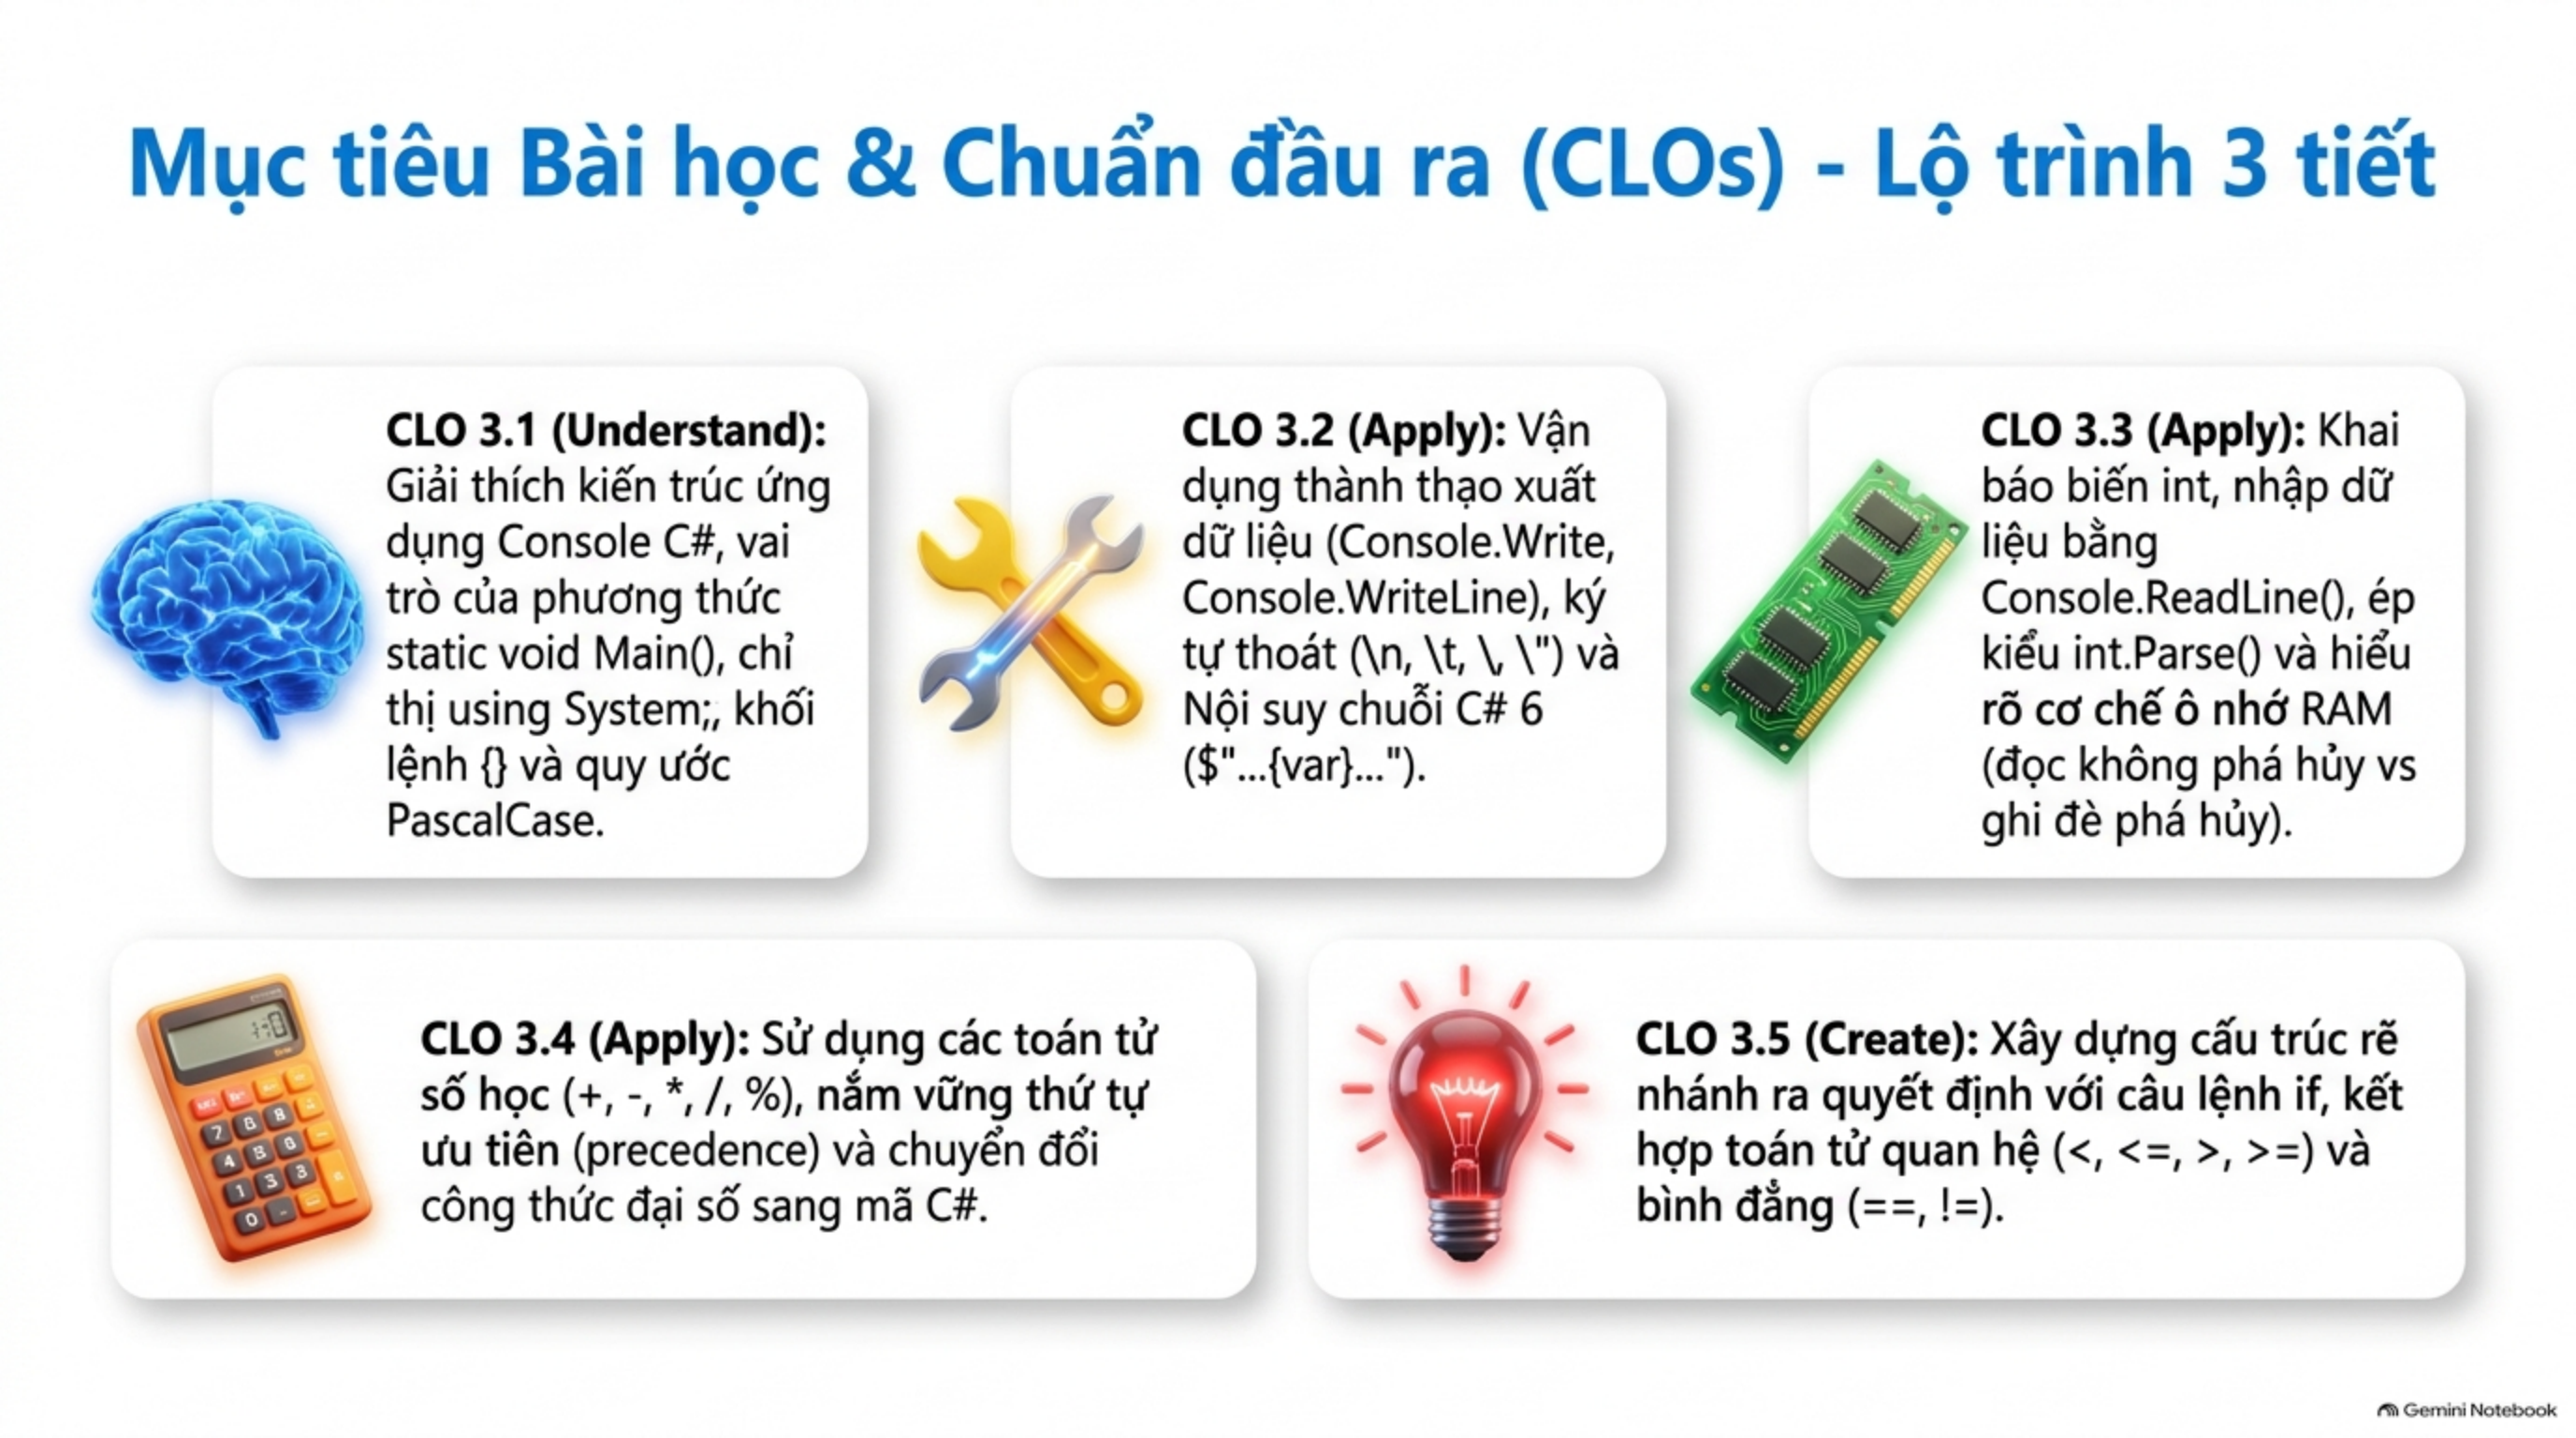 Mục tiêu Bài học & Chuẩn đầu ra (CLOs) - Lộ trình 3 tiết
CLO 3.1 (Understand):
Giải thích kiến trúc ứng
dụng Console C#, vai
trò của phương thức
static void Main(), chỉ
thị using System;, khối
lệnh {} và quy ước
PascalCase.
CLO 3.2 (Apply): Vận
dụng thành thạo xuất
dữ liệu (Console.Write,
Console.WriteLine), ký
tự thoát (\n, \t, \, \") và
Nội suy chuỗi C# 6
($"...{var}...").
CLO 3.3 (Apply): Khai
báo biến int, nhập dữ
liệu bằng
Console.ReadLine(), ép
kiểu int.Parse() và hiểu
rõ cơ chế ô nhớ RAM
(đọc không phá hủy vs
ghi đè phá hủy).
CLO 3.4 (Apply): Sử dụng các toán tử
số học (+, -, *, /, %), nắm vững thứ tự
ưu tiên (precedence) và chuyển đổi
công thức đại số sang mã C#.
7 8 8
1 3 3
0
CLO 3.5 (Create): Xây dựng cấu trúc rẽ
nhánh ra quyết định với câu lệnh if, kết
hợp toán tử quan hệ (<, <=, >, >=) và
bình đẳng (==, !=).
Gemini Notebook